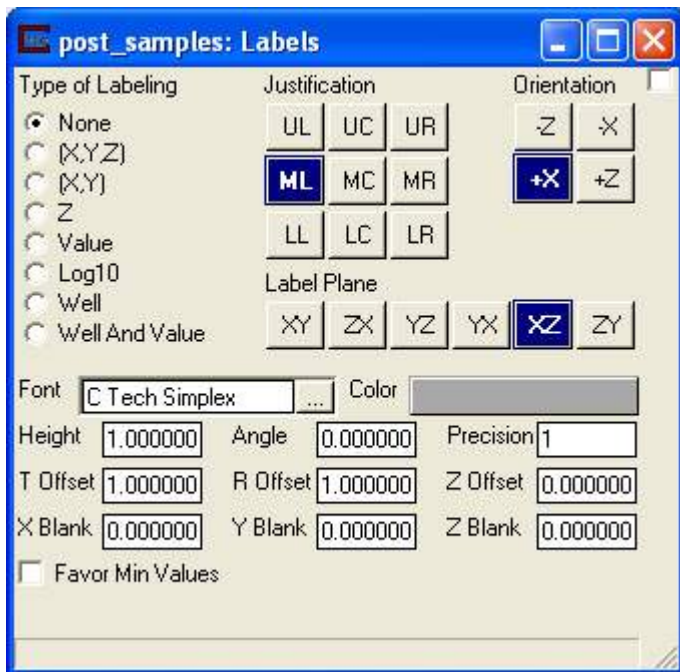 post_samples: Labels
Type of Labeling Justification Orientation
None
(X,Y,Z)
(X,Y)
Z
Value
Log10
Well
Well And Value
UL UC UR
ML MC MR
LL LC LR
-Z -X
+X +Z
Label Plane
XY ZX YZ YX XZ ZY
Font C Tech Simplex ... Color
Height 1.000000 Angle 0.000000 Precision 1
T Offset 1.000000 R Offset 1.000000 Z Offset 0.000000
X Blank 0.000000 Y Blank 0.000000 Z Blank 0.000000
Favor Min Values